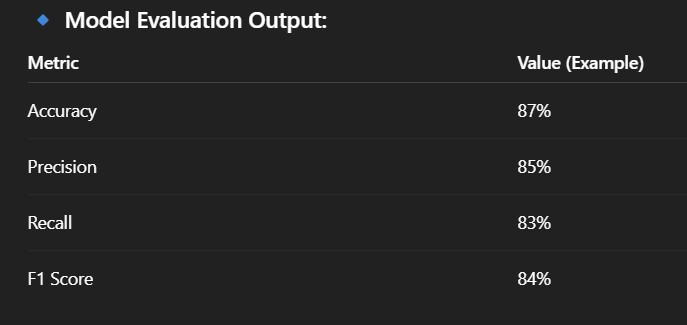 🔹 Model Evaluation Output:
Metric Value (Example)
Accuracy 87%
Precision 85%
Recall 83%
F1 Score 84%